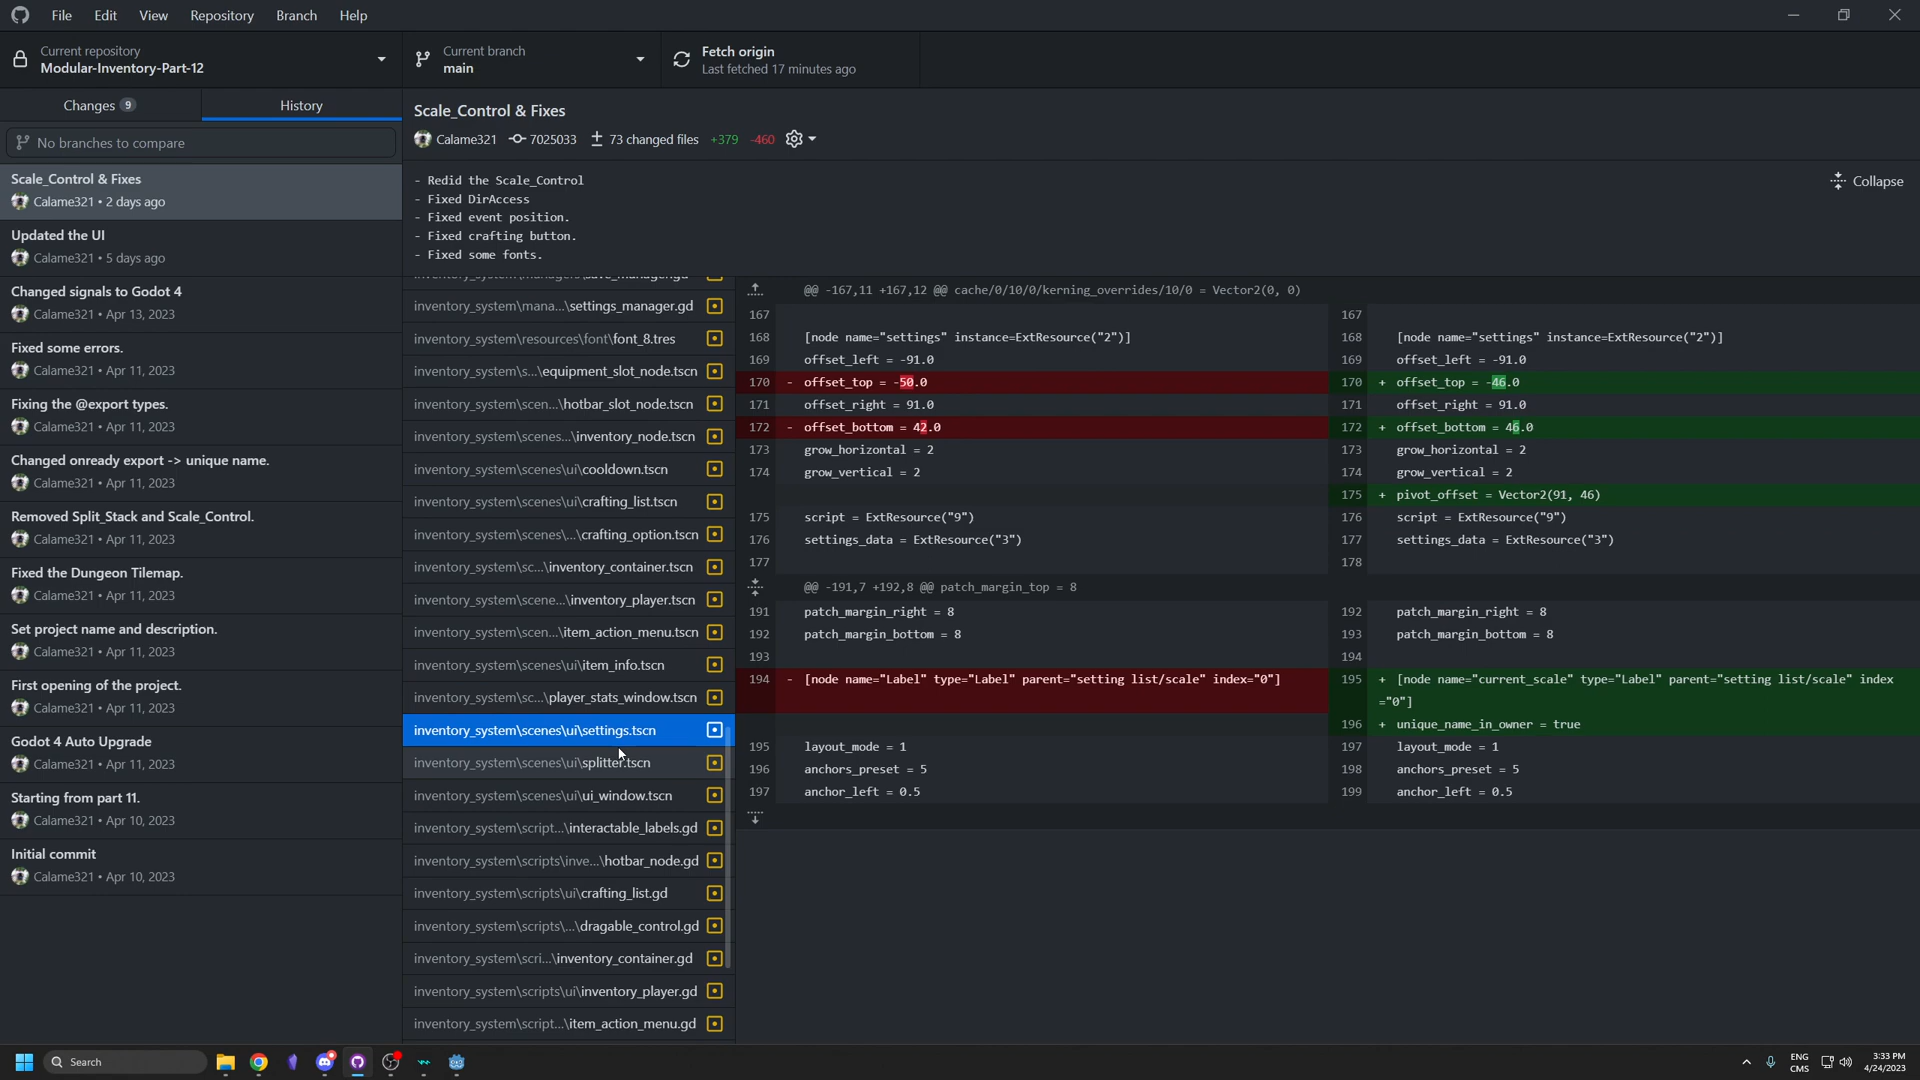 File Edit View Repository Branch Help
Current repository
Modular-Inventory-Part-12
Current branch
main
Fetch origin
Last fetched 17 minutes ago
Changes 9
History
No branches to compare
Scale_Control & Fixes
Calame321 • 2 days ago
Updated the UI
Calame321 • 5 days ago
Changed signals to Godot 4
Calame321 • Apr 13, 2023
Fixed some errors.
Calame321 • Apr 11, 2023
Fixing the @export types.
Calame321 • Apr 11, 2023
Changed onready export -> unique name.
Calame321 • Apr 11, 2023
Removed Split_Stack and Scale_Control.
Calame321 • Apr 11, 2023
Fixed the Dungeon Tilemap.
Calame321 • Apr 11, 2023
Set project name and description.
Calame321 • Apr 11, 2023
First opening of the project.
Calame321 • Apr 11, 2023
Godot 4 Auto Upgrade
Calame321 • Apr 11, 2023
Starting from part 11.
Calame321 • Apr 10, 2023
Initial commit
Calame321 • Apr 10, 2023
Scale_Control & Fixes
Calame321 7025033 73 changed files +379 -460
- Redid the Scale_Control
- Fixed DirAccess
- Fixed event position.
- Fixed crafting button.
- Fixed some fonts.
Collapse
inventory_system\mana...\settings_manager.gd
inventory_system\resources\font\font_8.tres
inventory_system\s...\equipment_slot_node.tscn
inventory_system\scen...\hotbar_slot_node.tscn
inventory_system\scenes...\inventory_node.tscn
inventory_system\scenes\ui\cooldown.tscn
inventory_system\scenes\ui\crafting_list.tscn
inventory_system\scenes\...\crafting_option.tscn
inventory_system\sc...\inventory_container.tscn
inventory_system\scene...\inventory_player.tscn
inventory_system\scen...\item_action_menu.tscn
inventory_system\scenes\ui\item_info.tscn
inventory_system\sc...\player_stats_window.tscn
inventory_system\scenes\ui\settings.tscn
inventory_system\scenes\ui\splitter.tscn
inventory_system\scenes\ui\ui_window.tscn
inventory_system\script...\interactable_labels.gd
inventory_system\scripts\inve...\hotbar_node.gd
inventory_system\scripts\ui\crafting_list.gd
inventory_system\scripts\...\dragable_control.gd
inventory_system\scri...\inventory_container.gd
inventory_system\scripts\ui\inventory_player.gd
inventory_system\script...\item_action_menu.gd
@@ -167,11 +167,12 @@ cache/0/10/0/kerning_overrides/10/0 = Vector2(0, 0)
167
168 [node name="settings" instance=ExtResource("2")]
169 offset_left = -91.0
170 - offset_top = -50.0
171 offset_right = 91.0
172 - offset_bottom = 42.0
173 grow_horizontal = 2
174 grow_vertical = 2
175 script = ExtResource("9")
176 settings_data = ExtResource("3")
177
@@ -191,7 +192,8 @@ patch_margin_top = 8
191 patch_margin_right = 8
192 patch_margin_bottom = 8
193
194 - [node name="Label" type="Label" parent="setting list/scale" index="0"]
195 layout_mode = 1
196 anchors_preset = 5
197 anchor_left = 0.5
167
168 [node name="settings" instance=ExtResource("2")]
169 offset_left = -91.0
170 + offset_top = -46.0
171 offset_right = 91.0
172 + offset_bottom = 46.0
173 grow_horizontal = 2
174 grow_vertical = 2
175 + pivot_offset = Vector2(91, 46)
176 script = ExtResource("9")
177 settings_data = ExtResource("3")
178
192 patch_margin_right = 8
193 patch_margin_bottom = 8
194
195 + [node name="current_scale" type="Label" parent="setting list/scale" index
="0"]
196 + unique_name_in_owner = true
197 layout_mode = 1
198 anchors_preset = 5
199 anchor_left = 0.5
Search
ENG
CMS
3:33 PM
4/24/2023